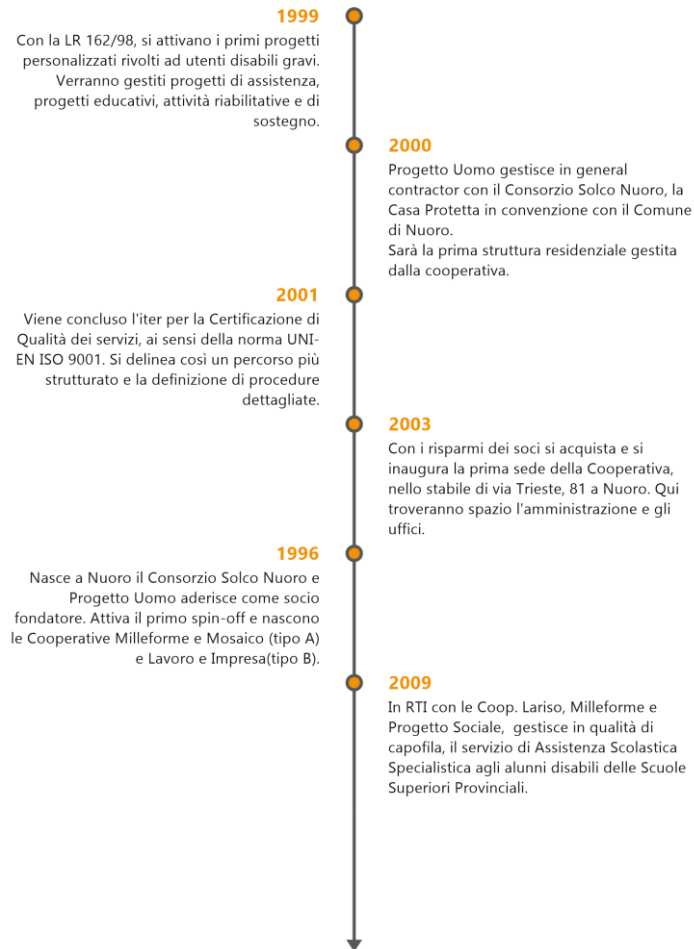 1999
Con la LR 162/98, si attivano i primi progetti
personalizzati rivolti ad utenti disabili gravi.
Verranno gestiti progetti di assistenza,
progetti educativi, attività riabilitative e di
sostegno.
2000
Progetto Uomo gestisce in general
contractor con il Consorzio Solco Nuoro, la
Casa Protetta in convenzione con il Comune
di Nuoro.
Sarà la prima struttura residenziale gestita
dalla cooperativa.
2001
Viene concluso l'iter per la Certificazione di
Qualità dei servizi, ai sensi della norma UNI-
EN ISO 9001. Si delinea così un percorso più
strutturato e la definizione di procedure
dettagliate.
2003
Con i risparmi dei soci si acquista e si
inaugura la prima sede della Cooperativa,
nello stabile di via Trieste, 81 a Nuoro. Qui
troveranno spazio l'amministrazione e gli
uffici.
1996
Nasce a Nuoro il Consorzio Solco Nuoro e
Progetto Uomo aderisce come socio
fondatore. Attiva il primo spin-off e nascono
le Cooperative Milleforme e Mosaico (tipo A)
e Lavoro e Impresa(tipo B).
2009
In RTI con le Coop. Lariso, Milleforme e
Progetto Sociale, gestisce in qualità di
capofila, il servizio di Assistenza Scolastica
Specialistica agli alunni disabili delle Scuole
Superiori Provinciali.